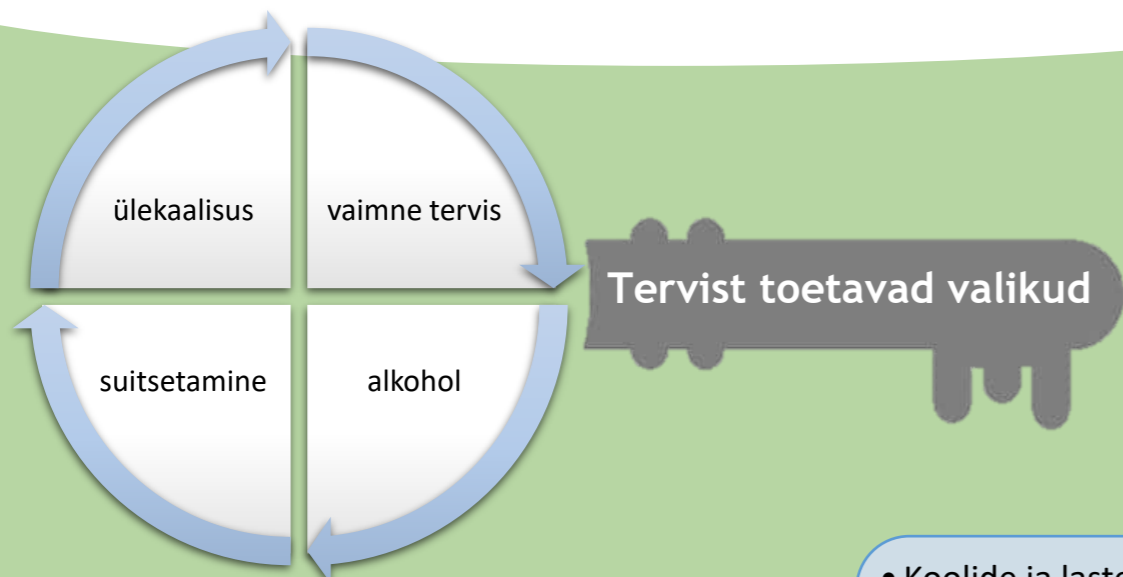 ülekaalisus
vaimne tervis
Tervist toetavad valikud
suitsetamine
alkohol